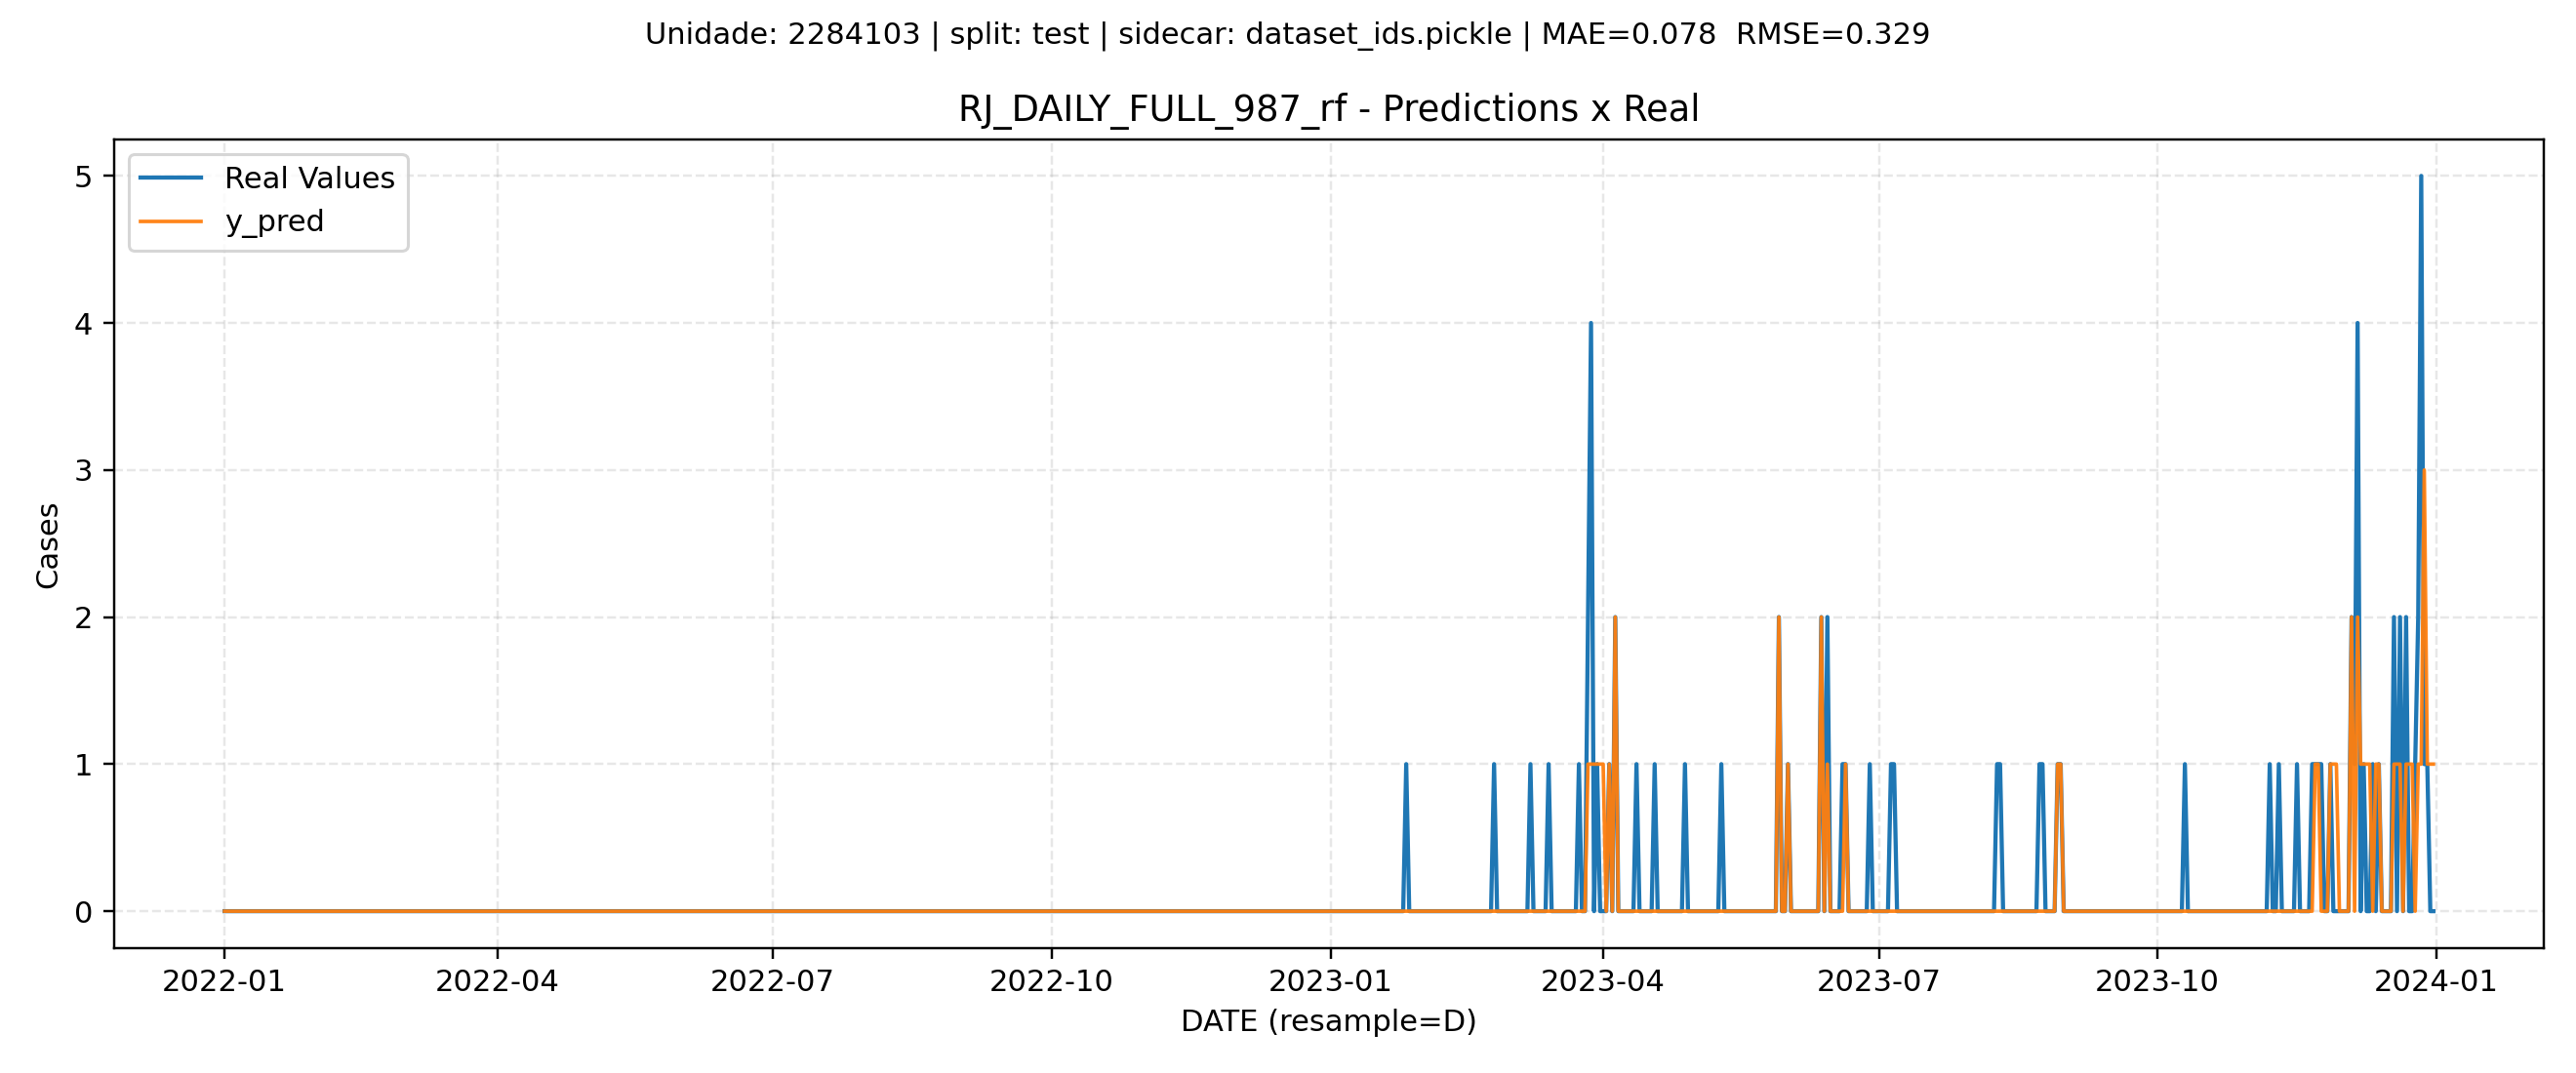 Unidade: 2284103 | split: test | sidecar: dataset_ids.pickle | MAE=0.078  RMSE=0.329
RJ_DAILY_FULL_987_rf - Predictions x Real
Real Values
y_pred
5
4
3
2
1
0
Cases
2022-01 2022-04 2022-07 2022-10 2023-01 2023-04 2023-07 2023-10 2024-01
DATE (resample=D)